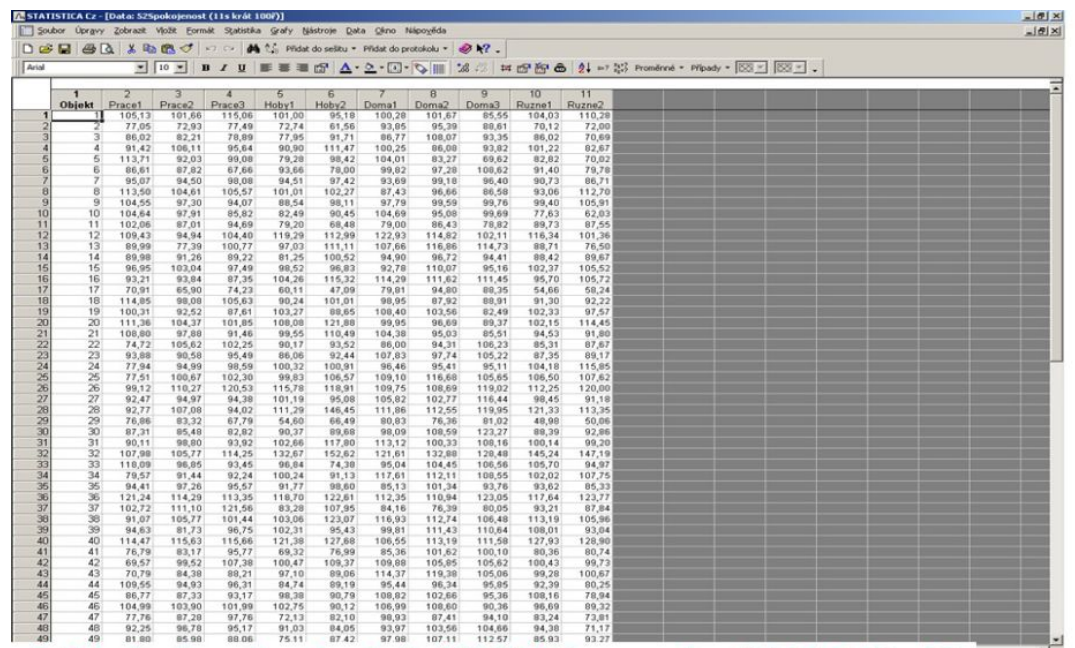 STATISTICA Cz - [Data: S2Spokojenost (11s krát 100ř)]
Soubor Úpravy Zobrazit Vložit Formát Statistika Grafy Nástroje Data Okno Nápověda
Přidat do sešitu Přidat do protokolu
Arial 10 B I U Proměnné Případy
1 2 3 4 5 6 7 8 9 10 11
Objekt Prace1 Prace2 Prace3 Hoby1 Hoby2 Doma1 Doma2 Doma3 Ruzne1 Ruzne2
1 1 105,13 101,66 115,06 101,00 95,18 100,28 101,67 85,55 104,03 110,28
2 2 77,05 72,93 77,49 72,74 61,56 93,85 95,39 88,61 70,12 72,00
3 3 86,02 82,21 78,89 77,95 91,71 86,77 108,07 93,35 86,02 70,69
4 4 91,42 106,11 95,64 90,90 111,47 100,25 86,08 93,82 101,22 82,67
5 5 113,71 92,03 99,08 79,28 98,42 104,01 83,27 69,62 82,82 70,02
6 6 86,61 87,82 67,66 93,66 78,00 99,82 97,28 108,62 91,40 79,78
7 7 95,07 94,50 98,08 94,51 97,42 93,69 99,18 96,40 90,73 86,71
8 8 113,50 104,61 105,57 101,01 102,27 87,43 96,66 86,58 93,06 112,70
9 9 104,55 97,30 94,07 88,54 98,11 97,79 99,59 99,76 99,40 105,91
10 10 104,64 97,91 85,82 82,49 90,45 104,69 95,08 99,69 77,63 62,03
11 11 102,06 87,01 94,69 79,20 68,48 79,00 86,43 78,82 89,73 87,55
12 12 109,43 94,94 104,40 119,29 112,99 122,93 114,82 102,11 116,34 101,36
13 13 89,99 77,39 100,77 97,03 111,11 107,66 116,86 114,73 88,71 76,50
14 14 89,98 91,26 89,22 81,25 100,52 94,90 96,72 94,41 88,42 89,67
15 15 96,95 103,04 97,49 98,52 96,83 92,78 110,07 95,16 102,37 105,52
16 16 93,21 93,84 87,35 104,26 115,32 114,29 111,62 111,45 95,70 105,72
17 17 70,91 65,90 74,23 60,11 47,09 79,81 94,80 88,35 54,66 58,24
18 18 114,85 98,08 105,63 90,24 101,01 98,95 87,92 88,91 91,30 92,22
19 19 100,31 92,52 87,61 103,27 88,65 108,40 103,56 82,49 102,33 97,57
20 20 111,36 104,37 101,85 108,08 121,88 99,95 96,69 89,37 102,15 114,45
21 21 108,80 97,88 91,46 99,55 110,49 104,38 95,03 85,51 94,53 91,80
22 22 74,72 105,62 102,25 90,17 93,52 86,00 94,31 106,23 85,31 87,67
23 23 93,88 90,58 95,49 86,06 92,44 107,83 97,74 105,22 87,35 89,17
24 24 77,94 94,99 98,59 100,32 100,91 96,46 95,41 95,11 104,18 115,85
25 25 77,51 100,67 102,30 99,83 106,57 109,10 116,68 105,65 106,50 107,62
26 26 99,12 110,27 120,53 115,78 118,91 109,75 108,69 119,02 112,25 120,00
27 27 92,47 94,97 94,38 101,19 95,08 105,82 102,77 116,44 98,45 91,18
28 28 92,77 107,08 94,02 111,29 146,45 111,86 112,55 119,95 121,33 113,35
29 29 76,86 83,32 67,79 54,60 66,49 80,83 76,36 81,02 48,98 50,06
30 30 87,31 85,48 82,82 90,37 89,68 98,09 108,59 123,27 88,39 92,86
31 31 90,11 98,80 93,92 102,66 117,80 113,12 100,33 108,16 100,14 99,20
32 32 107,98 105,77 114,25 132,67 152,62 121,61 132,88 128,48 145,24 147,19
33 33 118,09 96,85 93,45 96,84 74,38 95,04 104,45 106,56 105,70 94,97
34 34 79,57 91,44 92,24 100,24 91,13 117,61 112,11 108,55 102,02 107,75
35 35 94,41 97,26 95,57 91,77 98,60 85,13 101,34 93,76 93,62 85,33
36 36 121,24 114,29 113,35 118,70 122,61 112,35 110,94 123,05 117,64 123,77
37 37 102,72 111,10 121,56 83,28 107,95 84,16 76,39 80,05 93,21 87,84
38 38 91,07 105,77 101,44 103,06 123,07 116,93 112,74 106,48 113,19 105,96
39 39 94,63 81,73 96,75 102,31 95,43 99,81 111,43 110,64 108,01 93,04
40 40 114,47 115,63 115,66 121,38 127,68 106,55 113,19 111,58 127,93 128,90
41 41 76,79 83,17 95,77 69,32 76,99 85,36 101,62 100,10 80,36 80,74
42 42 69,57 99,52 107,38 100,47 109,37 109,88 105,85 105,62 100,43 99,73
43 43 70,79 84,38 88,21 97,10 89,06 114,37 119,38 105,06 99,28 100,67
44 44 109,55 94,93 96,31 84,74 89,19 95,44 96,34 95,85 92,39 80,25
45 45 86,77 87,33 93,17 98,38 90,79 108,82 102,66 95,36 108,16 78,94
46 46 104,99 103,90 101,99 102,75 90,12 106,99 108,60 90,36 96,69 89,32
47 47 77,76 87,28 97,76 72,13 82,10 98,93 87,41 94,10 83,24 73,81
48 48 92,25 96,78 95,17 91,03 84,05 93,97 103,56 104,66 94,38 71,17
49 49 81,80 85,98 88,06 75,11 87,42 97,98 107,11 112,57 85,93 93,27